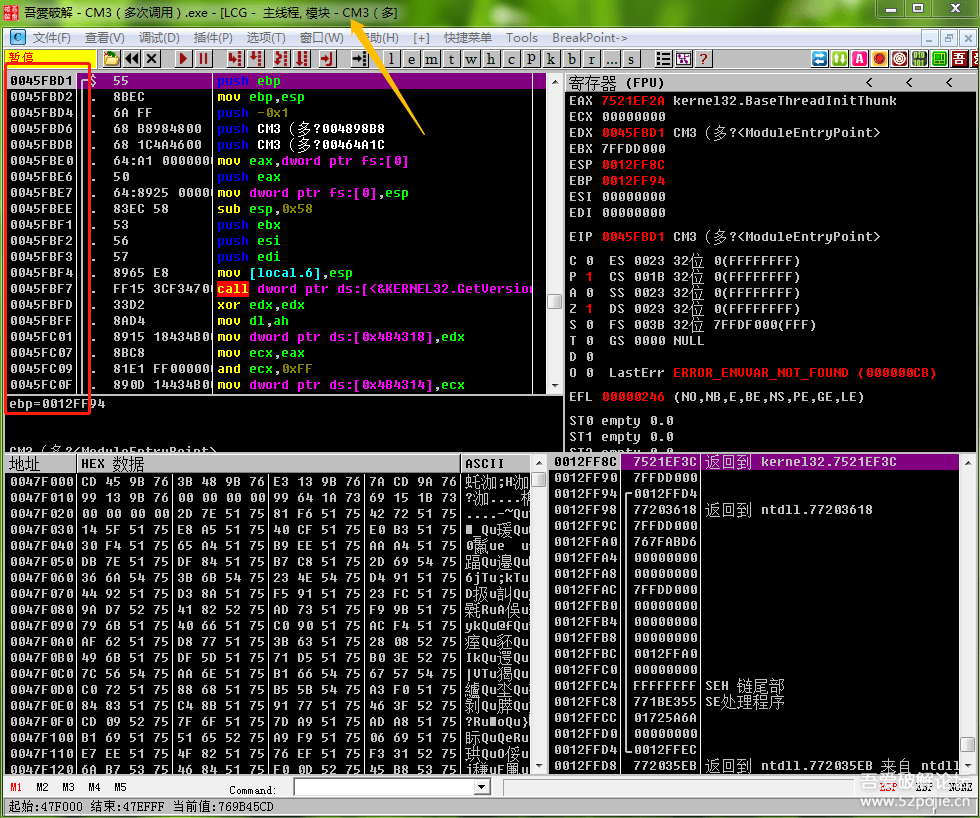 吾爱破解 - CM3（多次调用）.exe - [LCG - 主线程, 模块 - CM3（多]
文件(F) 查看(V) 调试(D) 插件(P) 选项(T) 窗口(W) 帮助(H) [+] 快捷菜单 Tools BreakPoint->
暂停 l e m t w h c p k b r ... s
0045FBD1 $ 55 push ebp
0045FBD2 . 8BEC mov ebp,esp
0045FBD4 . 6A FF push -0x1
0045FBD6 . 68 B8984800 push CM3（多?004898B8
0045FBDB . 68 1C4A4600 push CM3（多?00464A1C
0045FBE0 . 64:A1 0000000 mov eax,dword ptr fs:[0]
0045FBE6 . 50 push eax
0045FBE7 . 64:8925 0000 mov dword ptr fs:[0],esp
0045FBEE . 83EC 58 sub esp,0x58
0045FBF1 . 53 push ebx
0045FBF2 . 56 push esi
0045FBF3 . 57 push edi
0045FBF4 . 8965 E8 mov [local.6],esp
0045FBF7 . FF15 3CF3470 call dword ptr ds:[<&KERNEL32.GetVersion
0045FBFD . 33D2 xor edx,edx
0045FBFF . 8AD4 mov dl,ah
0045FC01 . 8915 18434B0 mov dword ptr ds:[0x4B4318],edx
0045FC07 . 8BC8 mov ecx,eax
0045FC09 . 81E1 FF00000 and ecx,0xFF
0045FC0F . 890D 14434B0 mov dword ptr ds:[0x4B4314],ecx
ebp=0012FF94
CM3（多?<ModuleEntryPoint>
寄存器 (FPU) < < <
EAX 7521EF2A kernel32.BaseThreadInitThunk
ECX 00000000
EDX 0045FBD1 CM3（多?<ModuleEntryPoint>
EBX 7FFDD000
ESP 0012FF8C
EBP 0012FF94
ESI 00000000
EDI 00000000
EIP 0045FBD1 CM3（多?<ModuleEntryPoint>
C 0 ES 0023 32位 0(FFFFFFFF)
P 1 CS 001B 32位 0(FFFFFFFF)
A 0 SS 0023 32位 0(FFFFFFFF)
Z 1 DS 0023 32位 0(FFFFFFFF)
S 0 FS 003B 32位 7FFDF000(FFF)
T 0 GS 0000 NULL
D 0
O 0 LastErr ERROR_ENVVAR_NOT_FOUND (000000CB)
EFL 00000246 (NO,NB,E,BE,NS,PE,GE,LE)
ST0 empty 0.0
ST1 empty 0.0
地址 HEX 数据 ASCII
0047F000 CD 45 9B 76 3B 48 9B 76 E3 13 9B 76 7A CD 9A 76
0047F010 99 13 9B 76 00 00 00 00 99 64 1A 73 69 15 1B 73
0047F020 00 00 00 00 2D 7E 51 75 81 F6 51 75 42 72 51 75 ....-~Qu
0047F030 14 5F 51 75 E8 A5 51 75 40 CF 51 75 E0 B3 51 75
0047F040 30 F4 51 75 65 A4 51 75 B9 EE 51 75 AA A4 51 75
0047F050 DB 7E 51 75 DF 84 51 75 B7 C8 51 75 2D 69 54 75
0047F060 36 6A 54 75 3B 6B 54 75 23 4E 54 75 D4 91 51 75 6jTu;kTu
0047F070 44 92 51 75 D3 8A 51 75 F5 91 51 75 23 FC 51 75
0047F080 9A D7 52 75 41 82 52 75 AD 73 51 75 F9 9B 51 75
0047F090 79 6B 51 75 40 66 51 75 C0 90 51 75 AC F4 51 75 ykQu@fQu
0047F0A0 AF 62 51 75 D8 77 51 75 3B 63 51 75 28 08 52 75
0047F0B0 49 6B 51 75 DF 5D 51 75 71 D5 51 75 B0 3E 52 75
0047F0C0 7C 56 54 75 AA 6E 51 75 B1 66 54 75 67 57 54 75
0047F0D0 C0 72 51 75 88 68 51 75 B5 5B 54 75 A3 F0 51 75
0047F0E0 84 83 51 75 C4 8B 51 75 91 77 51 75 46 3F 52 75
0047F0F0 CD 09 52 75 7F 6F 51 75 7D A9 51 75 AD A8 51 75
0047F100 B1 69 51 75 51 65 52 75 A9 F9 51 75 06 69 51 75
0047F110 E7 EE 51 75 4F 82 51 75 76 EF 51 75 F3 31 52 75
0047F120 6A B7 53 75 46 84 51 75 F0 0D 52 75 45 B8 53 75
0012FF8C 7521EF3C 返回到 kernel32.7521EF3C
0012FF90 7FFDD000
0012FF94 0012FFD4
0012FF98 77203618 返回到 ntdll.77203618
0012FF9C 7FFDD000
0012FFA0 767FABD6
0012FFA4 00000000
0012FFA8 00000000
0012FFAC 7FFDD000
0012FFB0 00000000
0012FFB4 00000000
0012FFB8 00000000
0012FFBC 0012FFA0
0012FFC0 00000000
0012FFC4 FFFFFFFF SEH 链尾部
0012FFC8 771BE355 SE处理程序
0012FFCC 01725A6A
0012FFD0 00000000
0012FFD4 0012FFEC
0012FFD8 772035EB 返回到 ntdll.772035EB 来自 ntdll
M1 M2 M3 M4 M5 Command: ESP EBP NONE
起始:47F000 结束:47EFFF 当前值:769B45CD
吾爱破解论坛
www.52pojie.cn